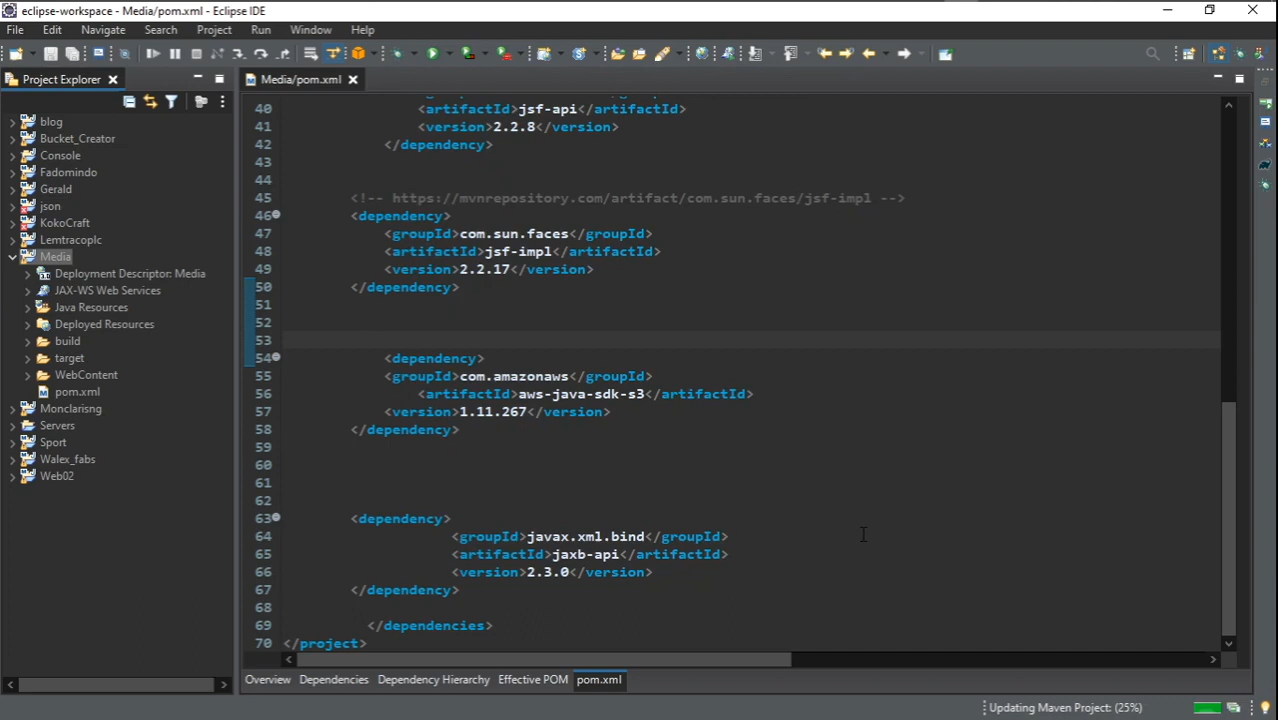 eclipse-workspace - Media/pom.xml - Eclipse IDE
File Edit Navigate Search Project Run Window Help
Project Explorer
Media/pom.xml
blog
Bucket_Creator
Console
Fadomindo
Gerald
json
KokoCraft
Lemtracoplc
Media
Deployment Descriptor: Media
JAX-WS Web Services
Java Resources
Deployed Resources
build
target
WebContent
pom.xml
Monclarisng
Servers
Sport
Walex_fabs
Web02
40 <artifactId>jsf-api</artifactId>
41 <version>2.2.8</version>
42 </dependency>
43
44
45 <!-- https://mvnrepository.com/artifact/com.sun.faces/jsf-impl -->
46 <dependency>
47 <groupId>com.sun.faces</groupId>
48 <artifactId>jsf-impl</artifactId>
49 <version>2.2.17</version>
50 </dependency>
51
52
53
54 <dependency>
55 <groupId>com.amazonaws</groupId>
56 <artifactId>aws-java-sdk-s3</artifactId>
57 <version>1.11.267</version>
58 </dependency>
59
60
61
62
63 <dependency>
64 <groupId>javax.xml.bind</groupId>
65 <artifactId>jaxb-api</artifactId>
66 <version>2.3.0</version>
67 </dependency>
68
69 </dependencies>
70 </project>
Overview Dependencies Dependency Hierarchy Effective POM pom.xml
Updating Maven Project: (25%)